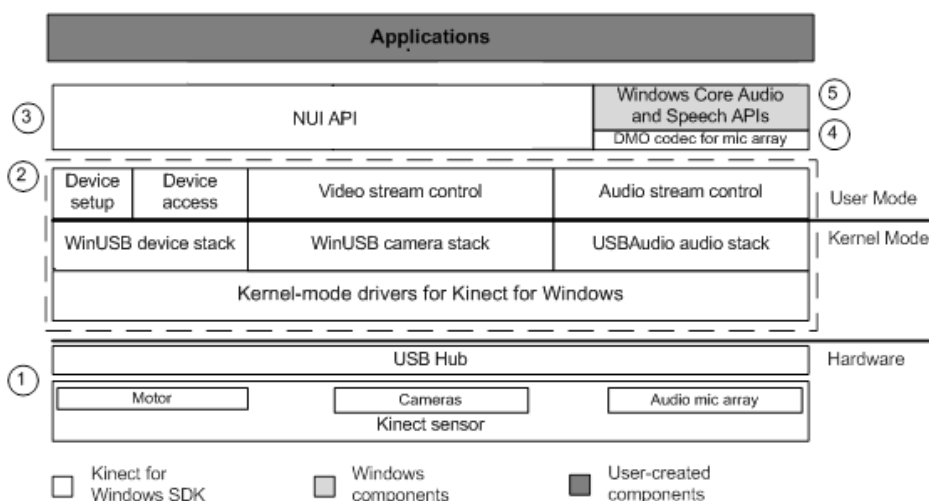 Applications
3
NUI API
Windows Core Audio
and Speech APIs
5
DMO codec for mic array
4
2
Device
setup
Device
access
Video stream control
Audio stream control
User Mode
WinUSB device stack
WinUSB camera stack
USBAudio audio stack
Kernel Mode
Kernel-mode drivers for Kinect for Windows
USB Hub
Hardware
1
Motor
Cameras
Audio mic array
Kinect sensor
Kinect for
Windows SDK
Windows
components
User-created
components